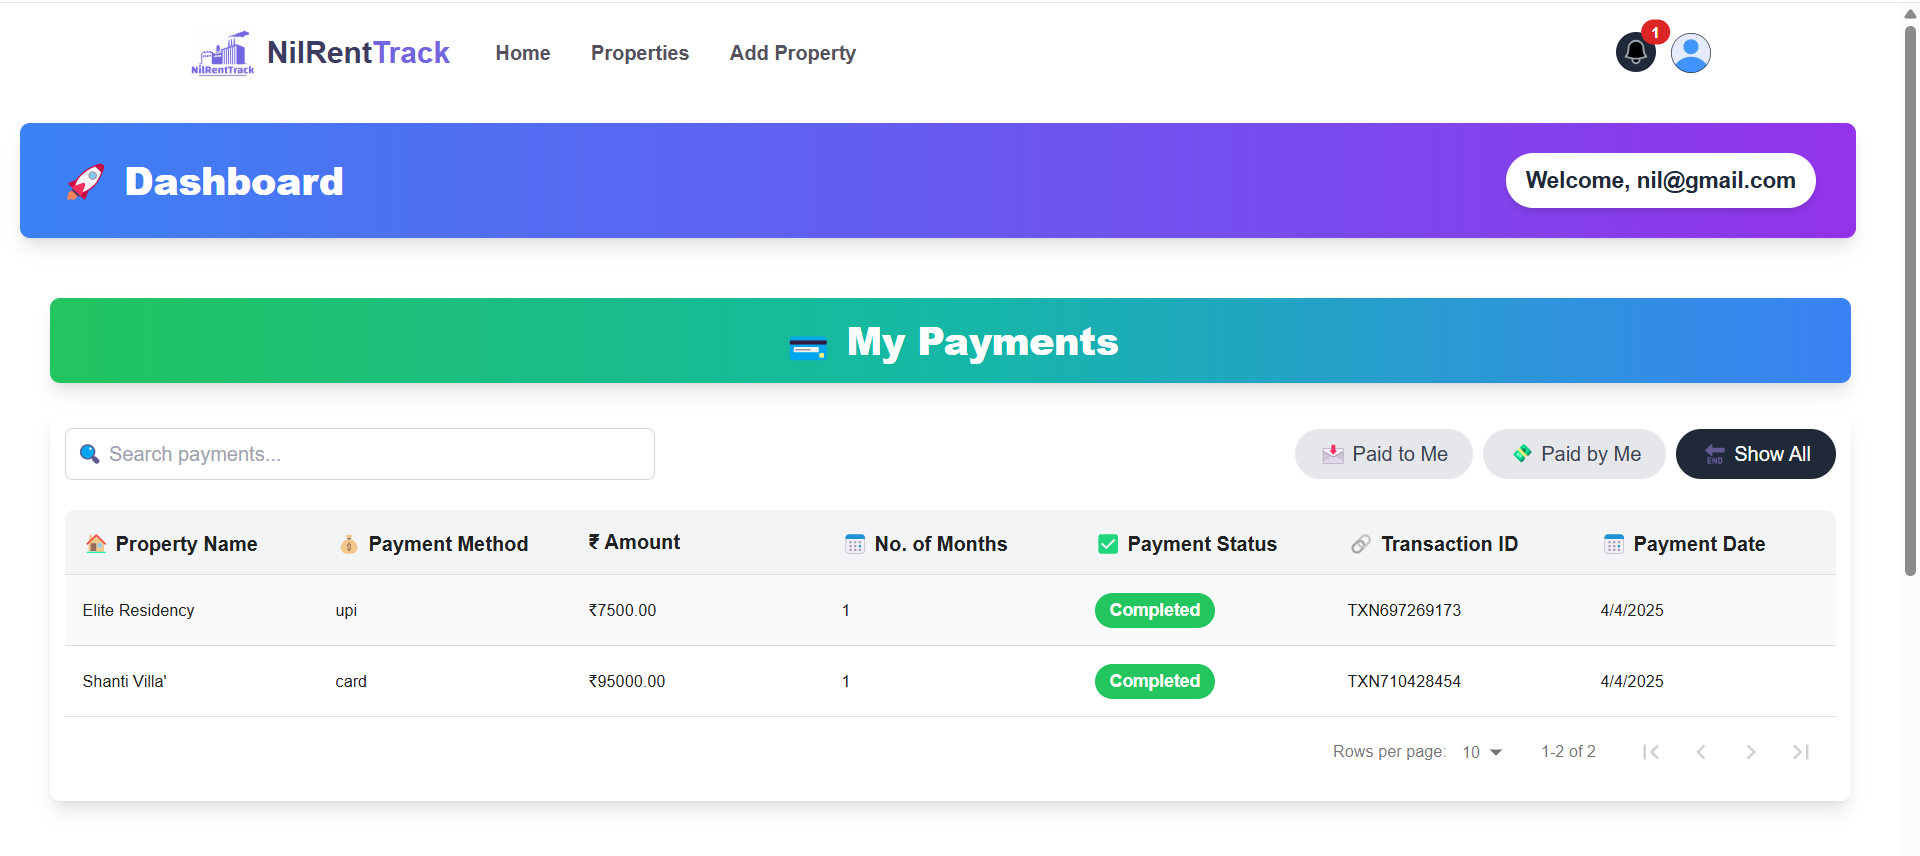 NilRentTrack
NilRentTrack Home Properties Add Property
1
Dashboard
Welcome, nil@gmail.com
My Payments
Search payments...
Paid to Me Paid by Me END Show All
Property Name Payment Method ₹ Amount No. of Months Payment Status Transaction ID Payment Date
Elite Residency upi ₹7500.00 1 Completed TXN697269173 4/4/2025
Shanti Villa' card ₹95000.00 1 Completed TXN710428454 4/4/2025
Rows per page: 10 1-2 of 2